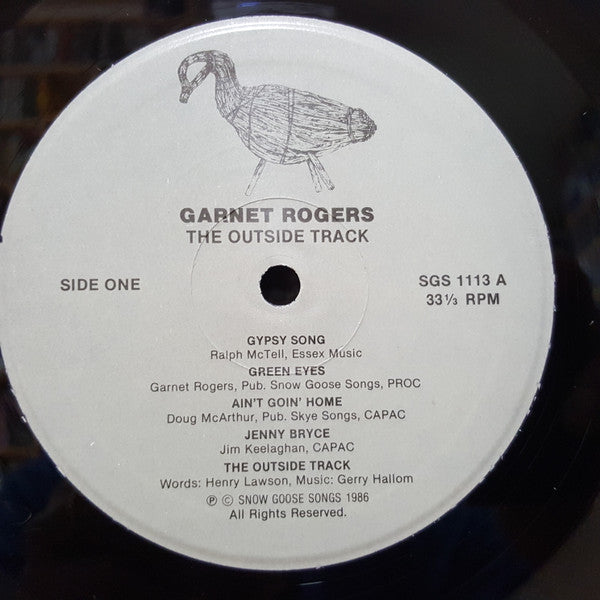 GARNET ROGERS
THE OUTSIDE TRACK
SIDE ONE
SGS 1113 A
33⅓ RPM
GYPSY SONG
Ralph McTell, Essex Music
GREEN EYES
Garnet Rogers, Pub. Snow Goose Songs, PROC
AIN'T GOIN' HOME
Doug McArthur, Pub. Skye Songs, CAPAC
JENNY BRYCE
Jim Keelaghan, CAPAC
THE OUTSIDE TRACK
Words: Henry Lawson, Music: Gerry Hallom
℗ © SNOW GOOSE SONGS 1986
All Rights Reserved.